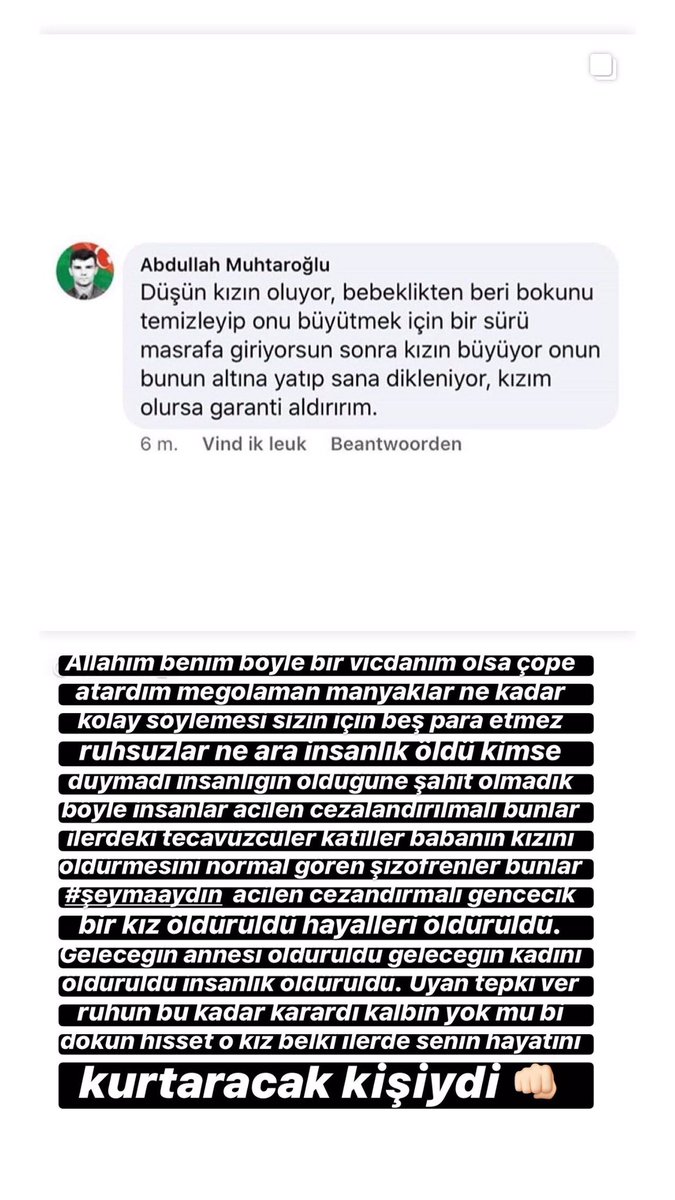 Abdullah Muhtaroğlu
Düşün kızın oluyor, bebeklikten beri bokunu
temizleyip onu büyütmek için bir sürü
masrafa giriyorsun sonra kızın büyüyor onun
bunun altına yatıp sana dikleniyor, kızım
olursa garanti aldırırım.
6 m. Vind ik leuk Beantwoorden
Allahım benim böyle bir vicdanım olsa çöpe
atardım megolaman manyaklar ne kadar
kolay söylemesi sizin için beş para etmez
ruhsuzlar ne ara insanlık öldü kimse
duymadı insanlığın öldüğüne şahit olmadık
böyle insanlar acilen cezalandırılmalı bunlar
ilerdeki tecavüzcüler katiller babanın kızını
öldürmesini normal gören şizofrenler bunlar
#şeymaaydın acilen cezandırmalı gencecik
bir kız öldürüldü hayalleri öldürüldü.
Geleceğin annesi öldürüldü geleceğin kadını
öldürüldü insanlık öldürüldü. Uyan tepki ver
ruhun bu kadar karardı kalbin yok mu bi
dokun hisset o kız belki ilerde senin hayatını
kurtaracak kişiydi 👊🏻